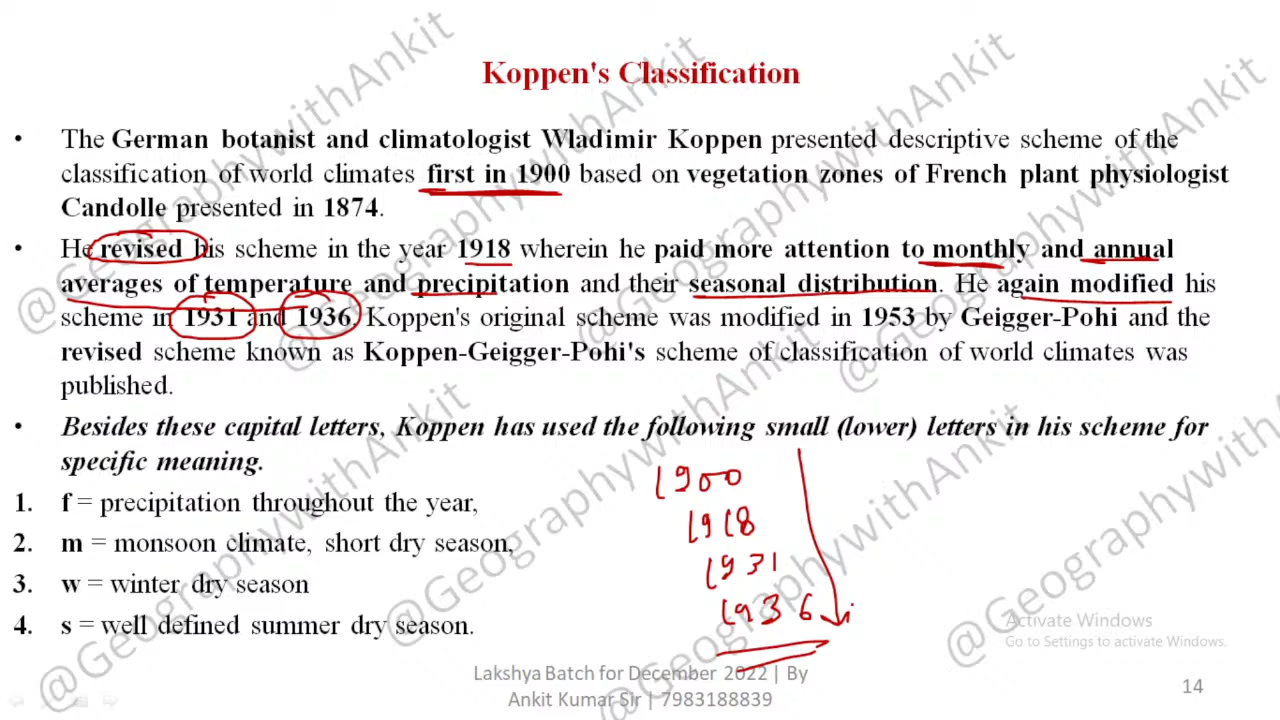 Koppen's Classification
• The German botanist and climatologist Wladimir Koppen presented descriptive scheme of the
classification of world climates first in 1900 based on vegetation zones of French plant physiologist
Candolle presented in 1874.
• He revised his scheme in the year 1918 wherein he paid more attention to monthly and annual
averages of temperature and precipitation and their seasonal distribution. He again modified his
scheme in 1931 and 1936. Koppen's original scheme was modified in 1953 by Geigger-Pohi and the
revised scheme known as Koppen-Geigger-Pohi's scheme of classification of world climates was
published.
• Besides these capital letters, Koppen has used the following small (lower) letters in his scheme for
specific meaning.
1. f = precipitation throughout the year,
2. m = monsoon climate, short dry season,
3. w = winter dry season
4. s = well defined summer dry season.
1900
1918
1931
1936
Activate Windows
Go to Settings to activate Windows.
Lakshya Batch for December 2022 | By
Ankit Kumar Sir | 7983188839
14
@GeographywithAnkit
@GeographywithAnkit
@GeographywithAnkit
@GeographywithAnkit
@GeographywithAnkit
@GeographywithAnkit
@GeographywithAnkit
@GeographywithAnkit